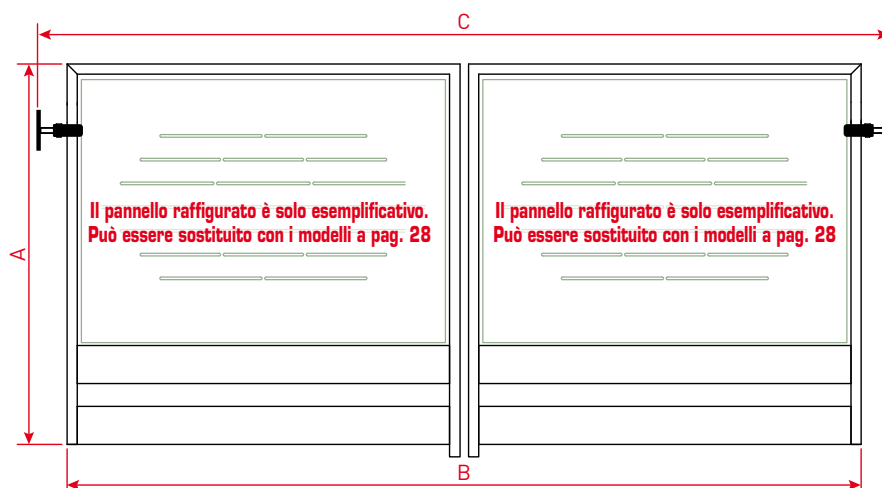 C
Il pannello raffigurato è solo esemplificativo.
Può essere sostituito con i modelli a pag. 28
Il pannello raffigurato è solo esemplificativo.
Può essere sostituito con i modelli a pag. 28
A
B